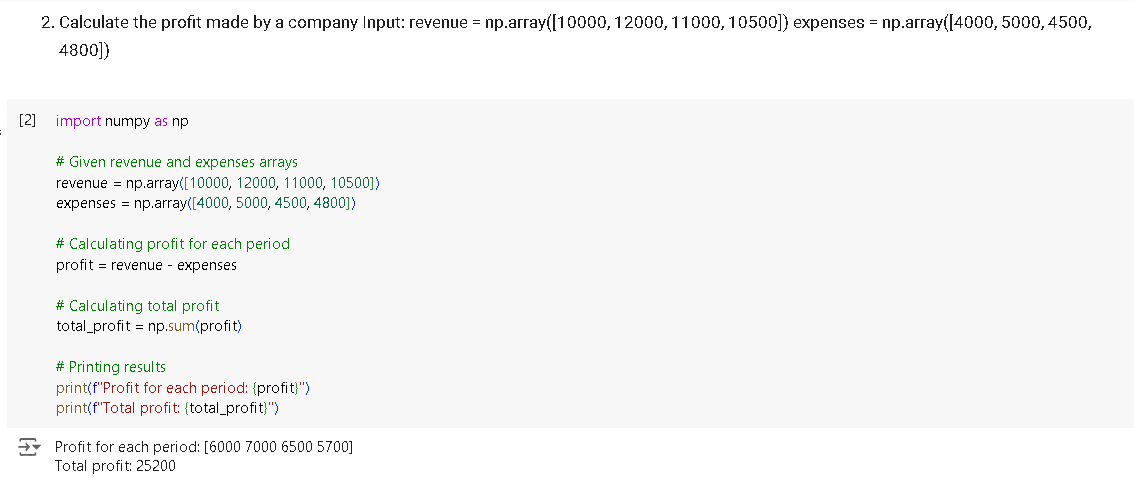 2. Calculate the profit made by a company Input: revenue = np.array([10000, 12000, 11000, 10500]) expenses = np.array([4000, 5000, 4500,
4800])
[2] import numpy as np
# Given revenue and expenses arrays
revenue = np.array([10000, 12000, 11000, 10500])
expenses = np.array([4000, 5000, 4500, 4800])
# Calculating profit for each period
profit = revenue - expenses
# Calculating total profit
total_profit = np.sum(profit)
# Printing results
print(f"Profit for each period: {profit}")
print(f"Total profit: {total_profit}")
Profit for each period: [6000 7000 6500 5700]
Total profit: 25200